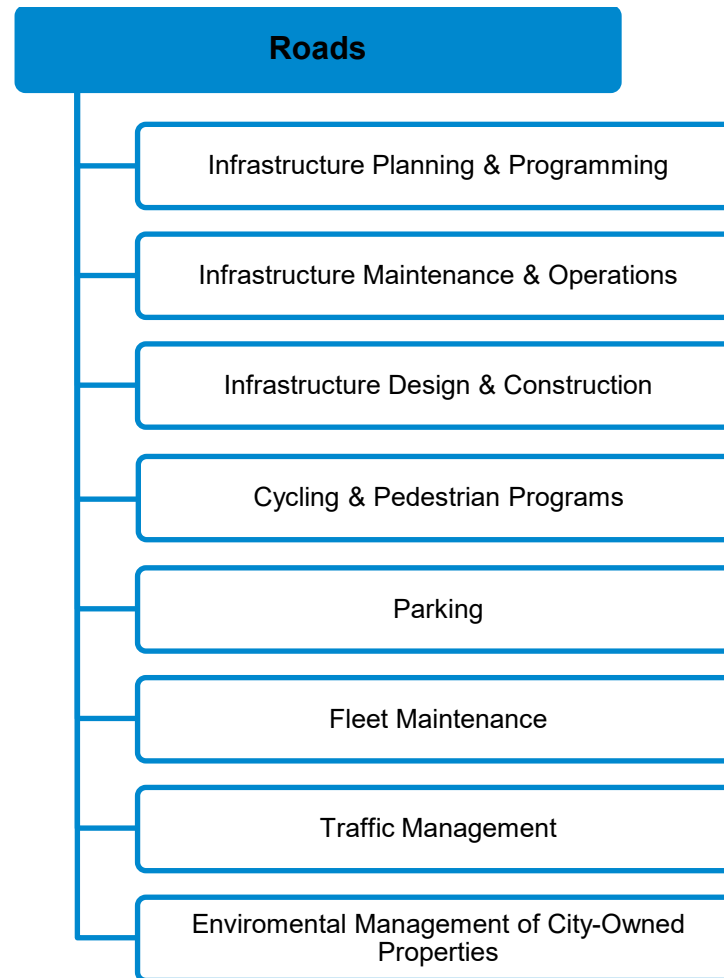 Roads
Infrastructure Planning & Programming
Infrastructure Maintenance & Operations
Infrastructure Design & Construction
Cycling & Pedestrian Programs
Parking
Fleet Maintenance
Traffic Management
Enviromental Management of City-Owned
Properties